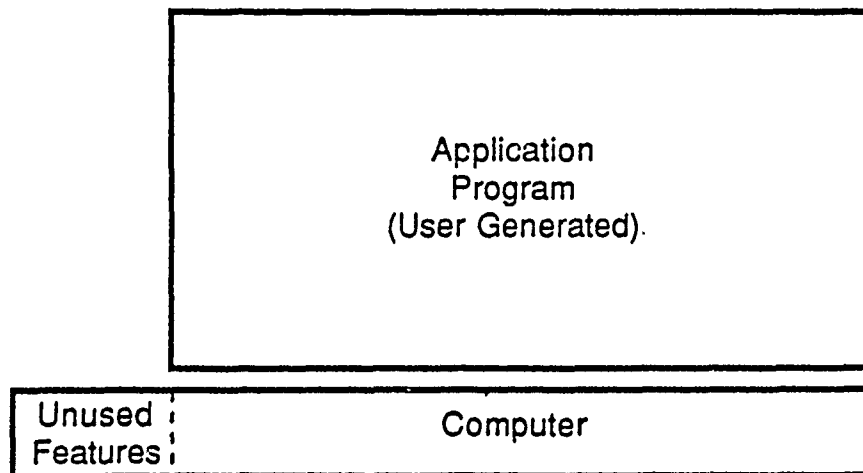 Application
Program
(User Generated).
Unused
Features
Computer